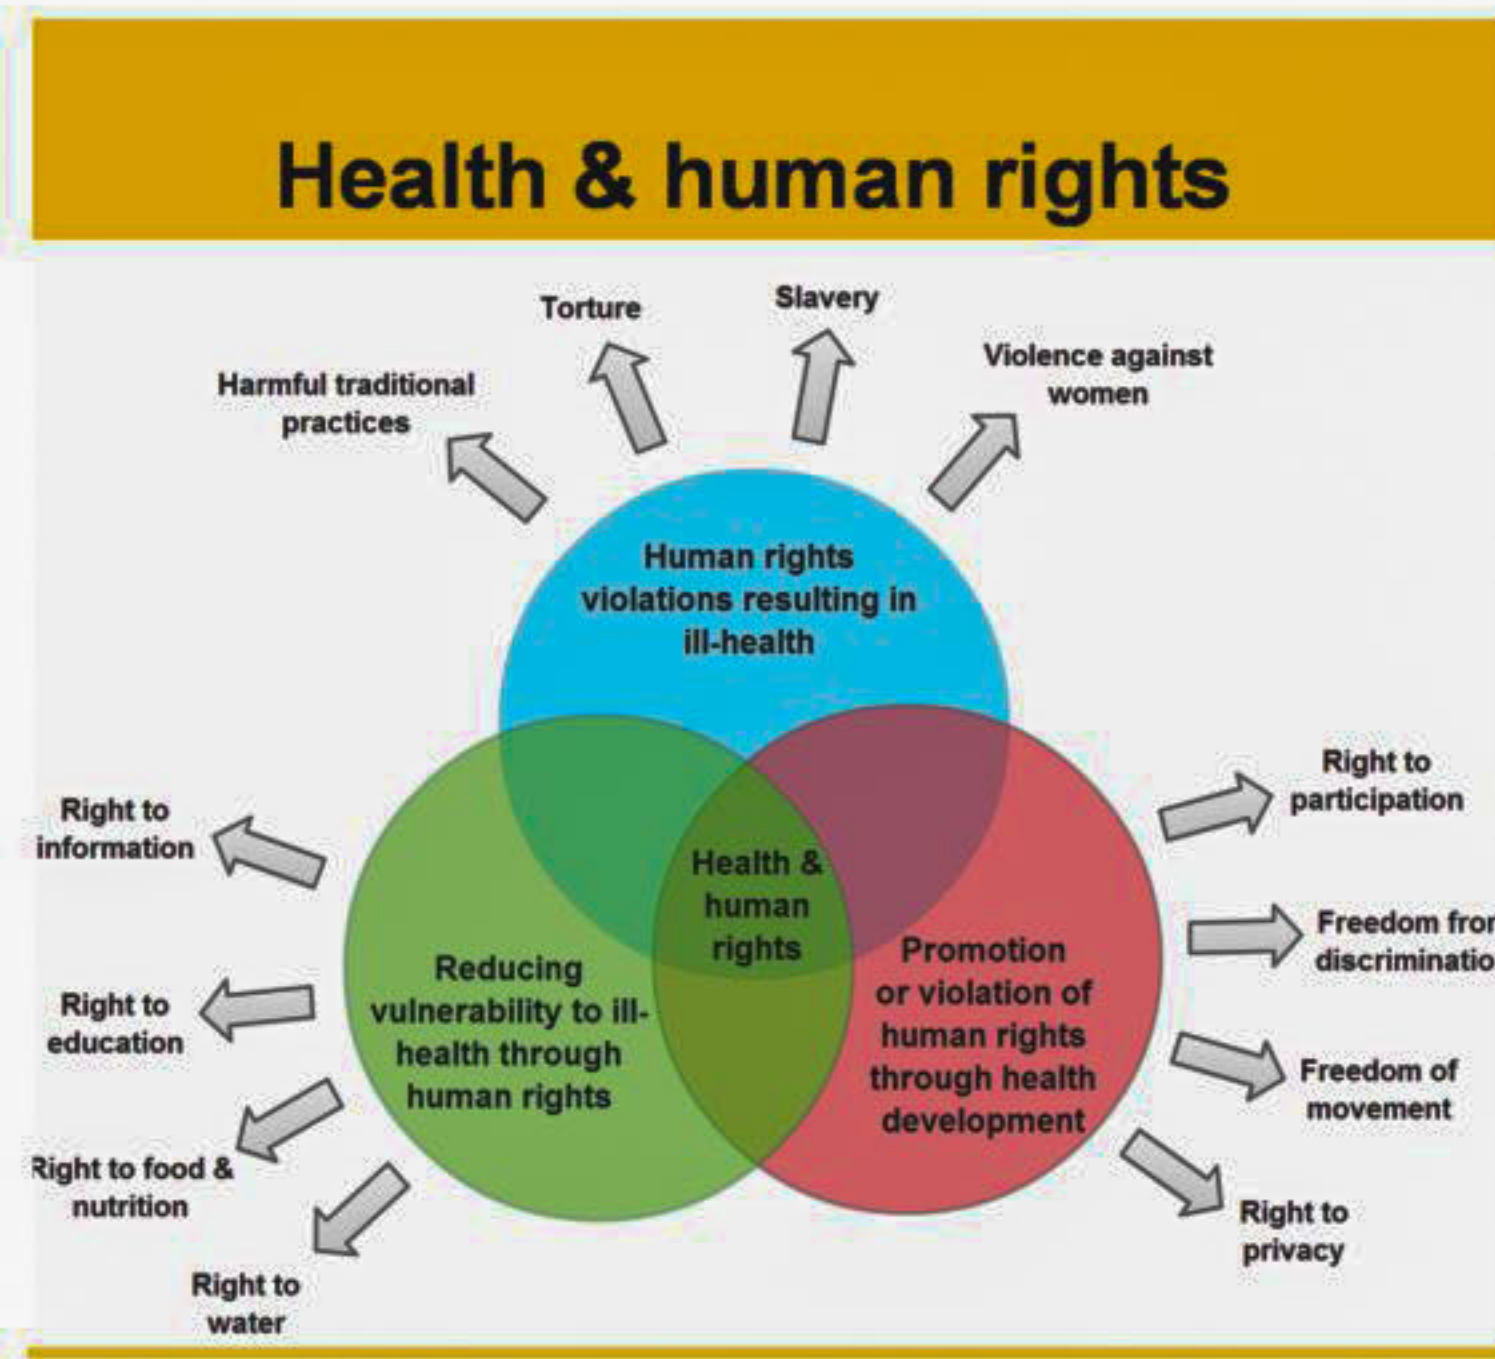 Health & human rights
Torture
Slavery
Harmful traditional
practices
Violence against
women
Human rights
violations resulting in
ill-health
Right to
information
Right to
education
Right to food &
nutrition
Right to
water
Reducing
vulnerability to ill-
health through
human rights
Health &
human
rights
Promotion
or violation of
human rights
through health
development
Right to
participation
Freedom
Freedom of
movement
Right to
privacy